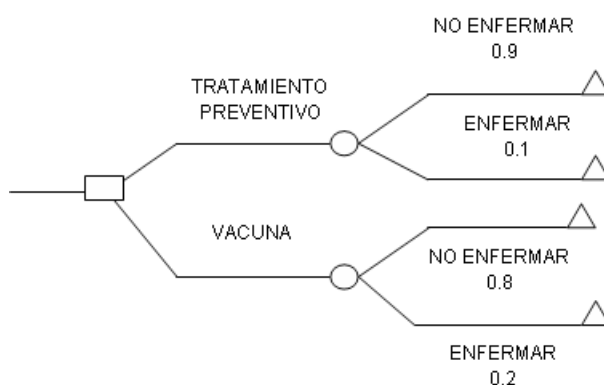 NO ENFERMAR
0.9
TRATAMIENTO
PREVENTIVO
ENFERMAR
0.1
VACUNA
NO ENFERMAR
0.8
ENFERMAR
0.2